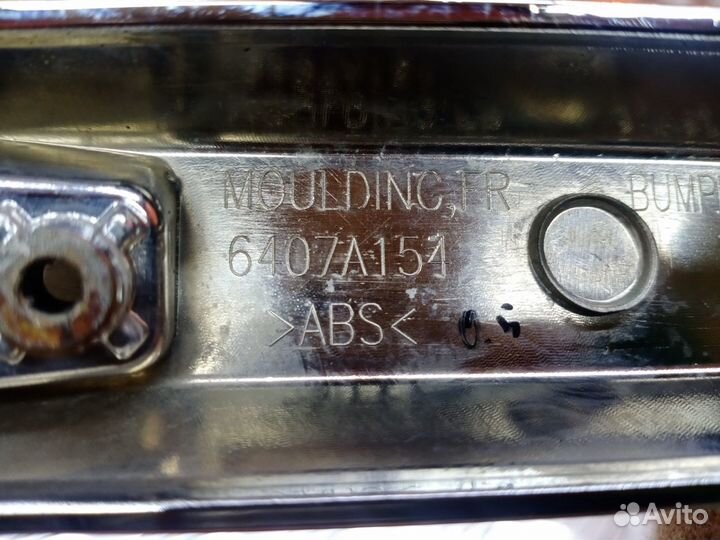 MOULDING,FR BUMP
6407A154
>ABS<
Avito